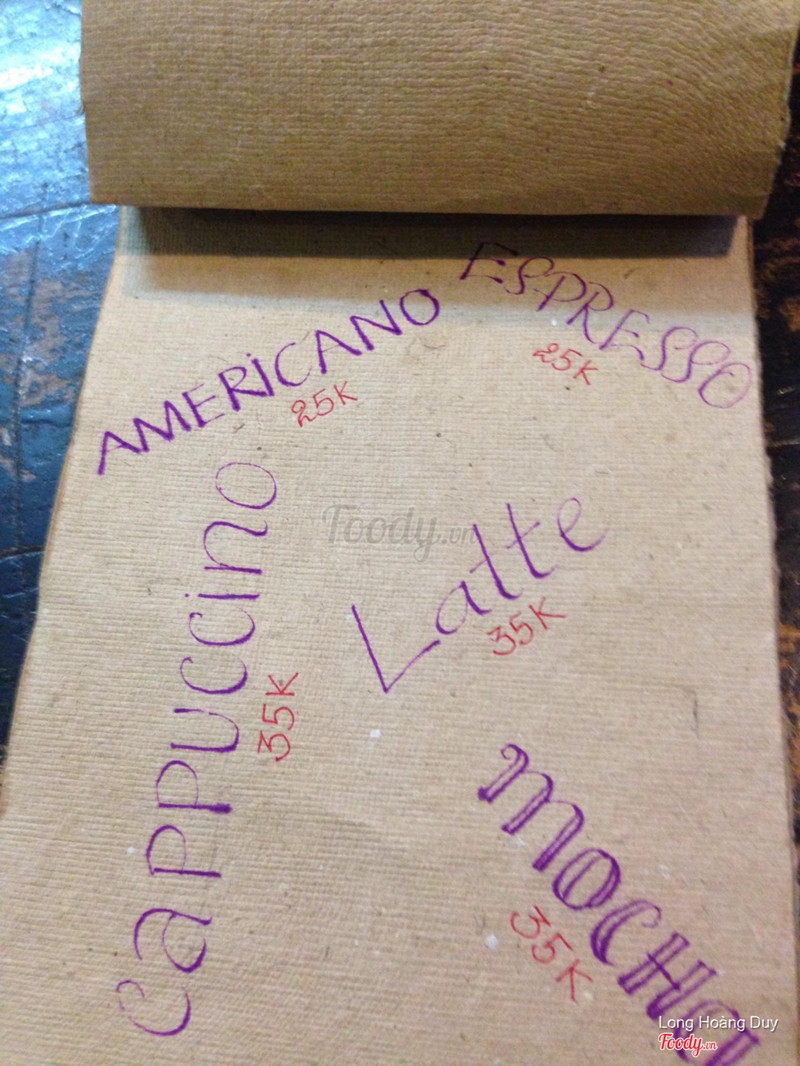 ESPRESSO
25K
AMERICANO
25K
Latte
35K
CAPPUCCINO
35K
MOCHA
35K
Foody.vn
Long Hoàng Duy
Foody.vn